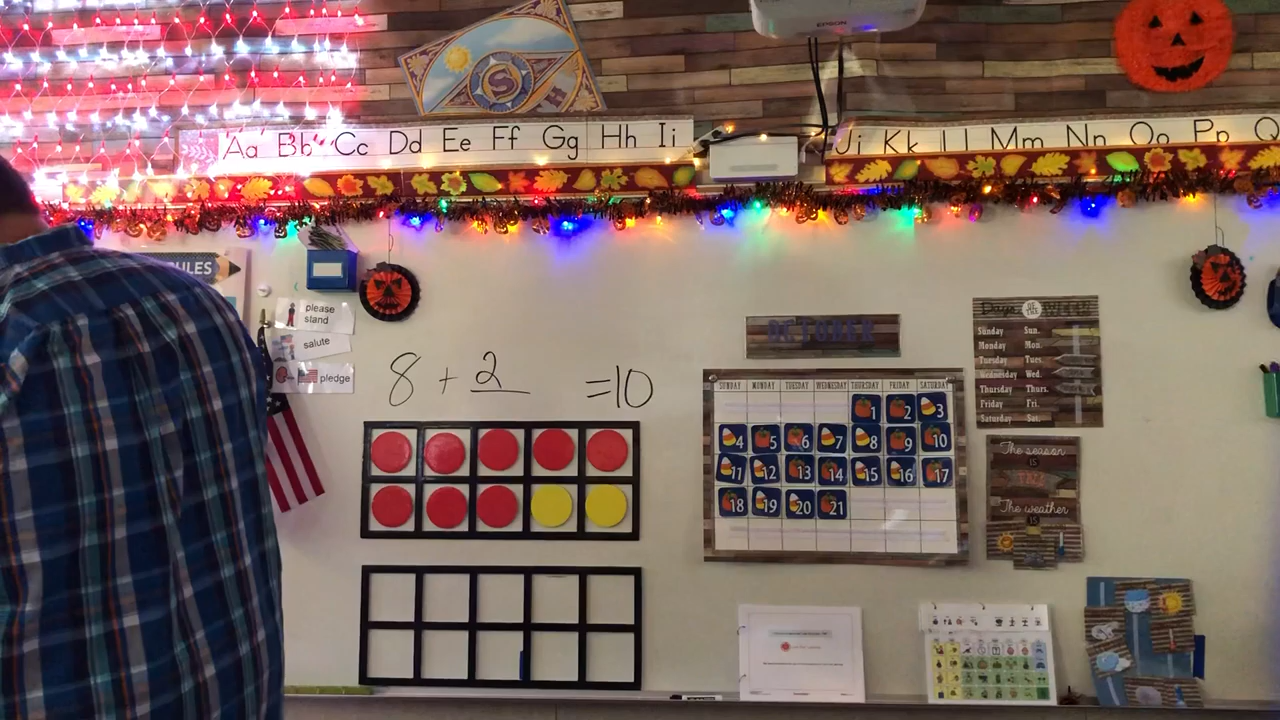 EPSON
Aa Bb Cc Dd Ee Ff Gg Hh Ii
Jj Kk Ll Mm Nn Oo Pp Q
S
RULES
please
stand
salute
pledge
8 + 2 =10
OCTOBER
SUNDAY MONDAY TUESDAY WEDNESDAY THURSDAY FRIDAY SATURDAY
1 2 3
4 5 6 7 8 9 10
11 12 13 14 15 16 17
18 19 20 21
Days OF THE WEEK
Sunday Sun.
Monday Mon.
Tuesday Tues.
Wednesday Wed.
Thursday Thurs.
Friday Fri.
Saturday Sat.
The season
IS
FALL
The weather
IS